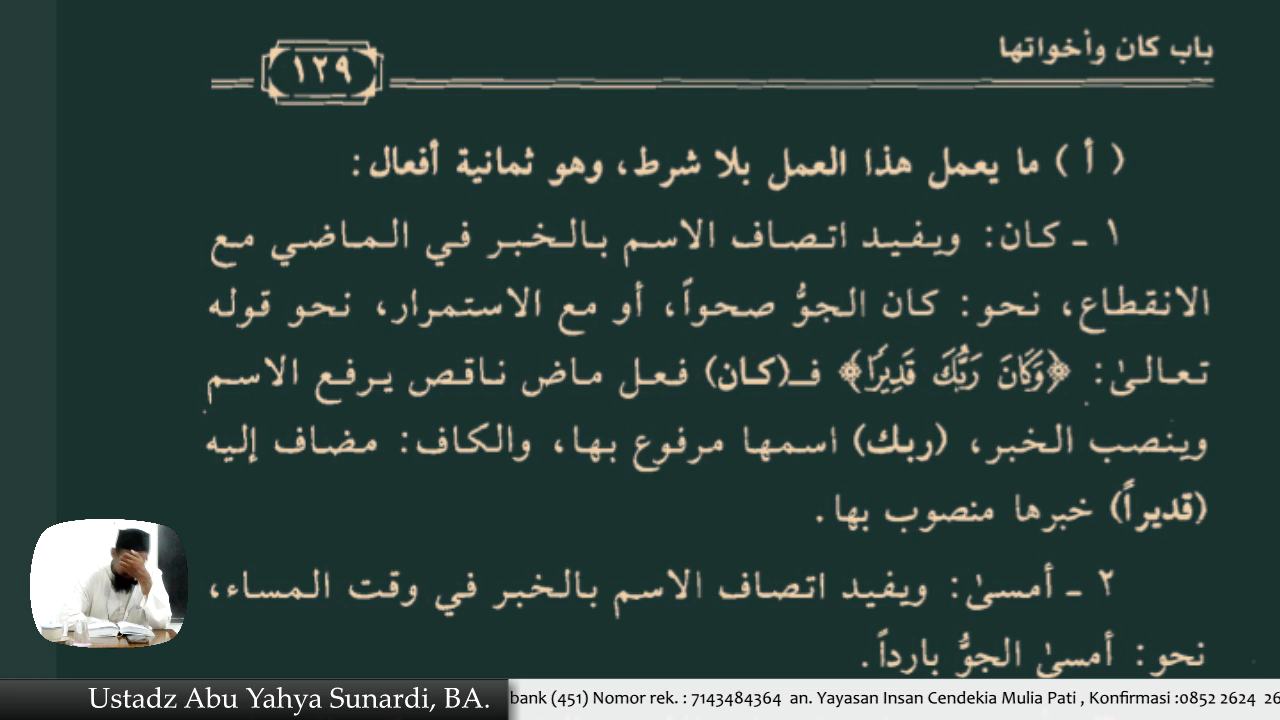 باب كان وأخواتها
١٢٩
( أ ) ما يعمل هذا العمل بلا شرط، وهو ثمانية أفعال:
١ ـ كان: ويفيد اتصاف الاسم بالخبر في الماضي مع
الانقطاع، نحو: كان الجوُّ صحواً، أو مع الاستمرار، نحو قوله
تعالىٰ: ﴿وَكَانَ رَبُّكَ قَدِيرًا﴾ فـ(كان) فعل ماض ناقص يرفع الاسم
وينصب الخبر، (ربك) اسمها مرفوع بها، والكاف: مضاف إليه
(قديراً) خبرها منصوب بها.
٢ ـ أمسىٰ: ويفيد اتصاف الاسم بالخبر في وقت المساء،
نحو: أمسىٰ الجوُّ بارداً.
Ustadz Abu Yahya Sunardi, BA.
bank (451) Nomor rek. : 7143484364 an. Yayasan Insan Cendekia Mulia Pati , Konfirmasi :0852 2624 26